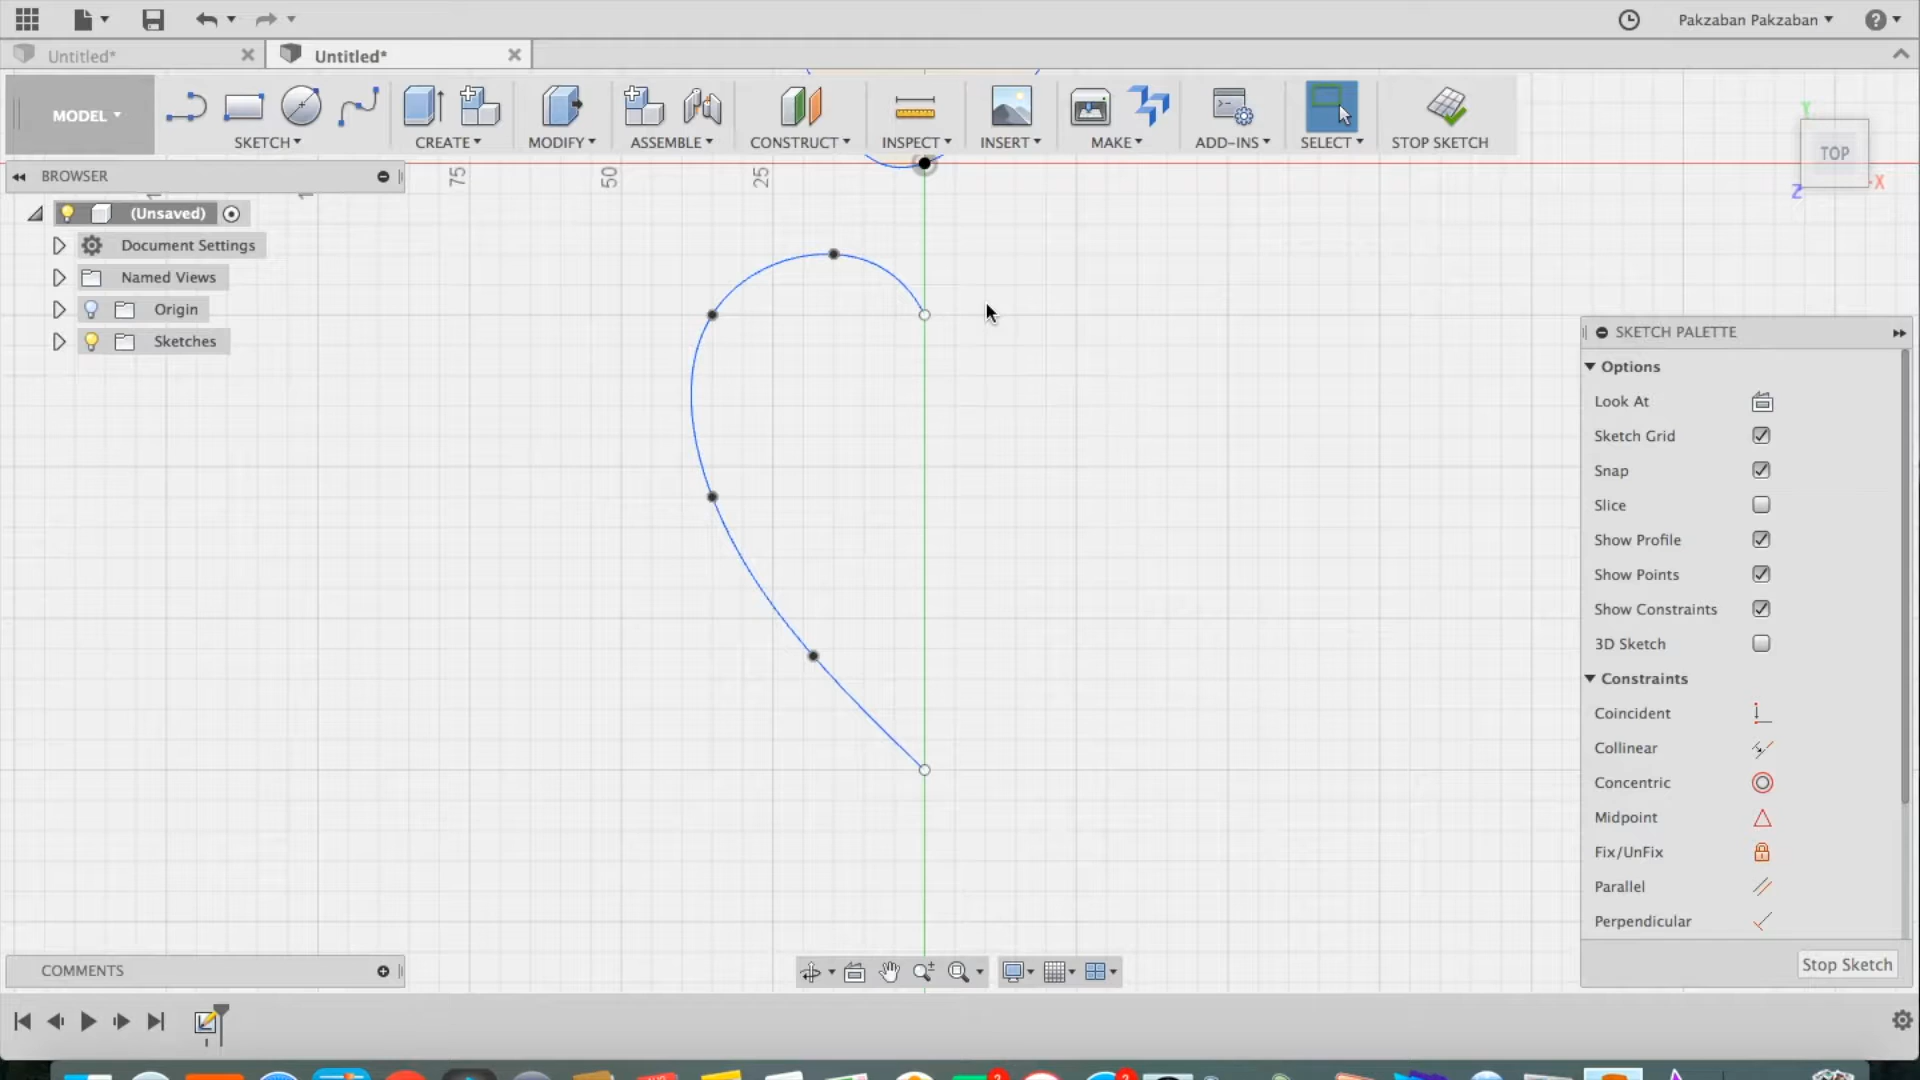 Pakzaban Pakzaban
Untitled*
Untitled*
MODEL
SKETCH
CREATE
MODIFY
ASSEMBLE
CONSTRUCT
INSPECT
INSERT
MAKE
ADD-INS
SELECT
STOP SKETCH
Y
TOP
X
Z
75
50
25
BROWSER
(Unsaved)
Document Settings
Named Views
Origin
Sketches
SKETCH PALETTE
Options
Look At
Sketch Grid
Snap
Slice
Show Profile
Show Points
Show Constraints
3D Sketch
Constraints
Coincident
Collinear
Concentric
Midpoint
Fix/UnFix
Parallel
Perpendicular
Stop Sketch
COMMENTS
2
2